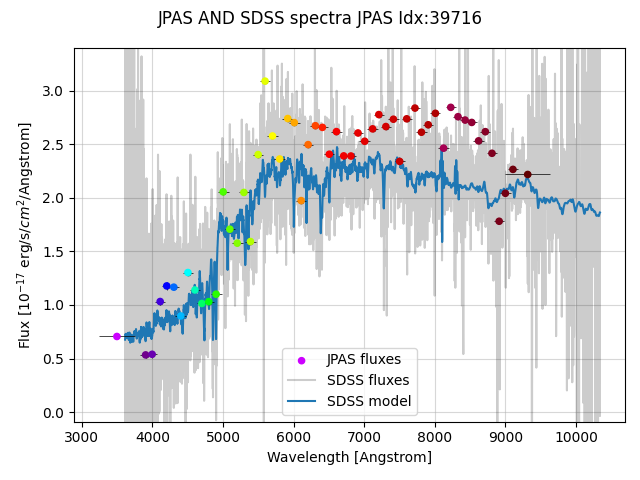 JPAS AND SDSS spectra JPAS Idx:39716
3.0
2.5
2.0
1.5
1.0
0.5
0.0
Flux [10⁻¹⁷ erg/s/cm²/Angstrom]
JPAS fluxes
SDSS fluxes
SDSS model
3000 4000 5000 6000 7000 8000 9000 10000
Wavelength [Angstrom]